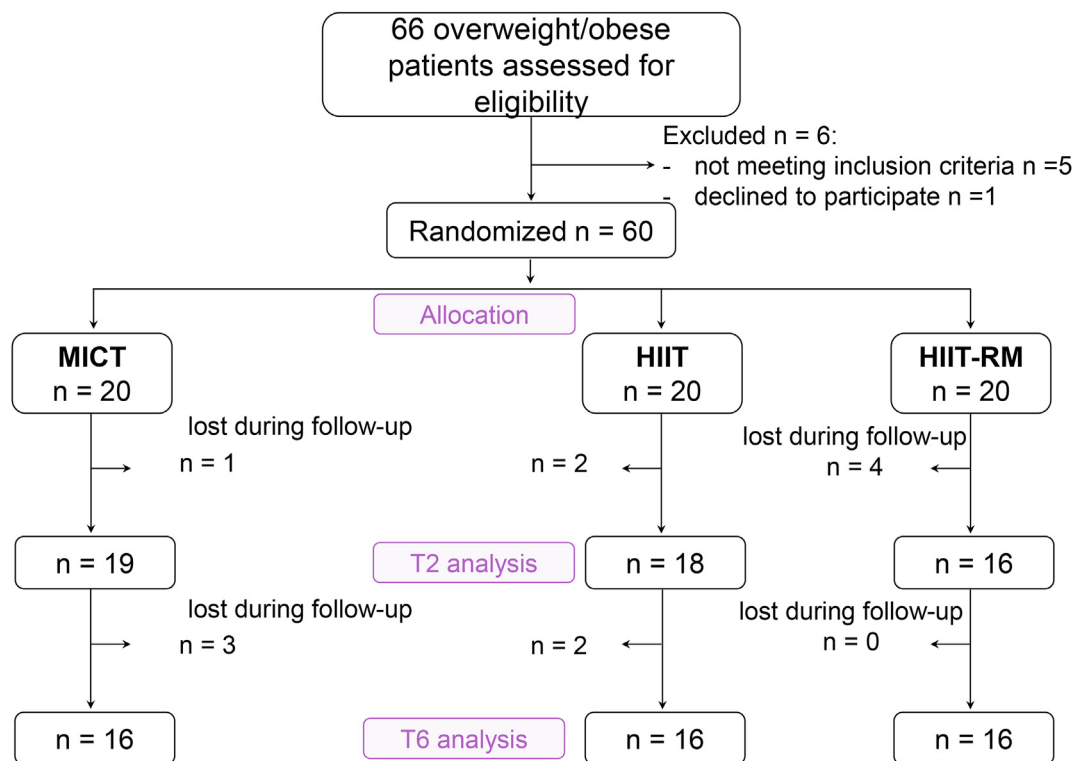 66 overweight/obese
patients assessed for
eligibility
Excluded n = 6:
- not meeting inclusion criteria n =5
- declined to participate n =1
Randomized n = 60
Allocation
MICT
n = 20
HIIT
n = 20
HIIT-RM
n = 20
lost during follow-up
n = 1
n = 2
lost during follow-up
n = 4
n = 19
T2 analysis
n = 18
n = 16
lost during follow-up
n = 3
n = 2
lost during follow-up
n = 0
n = 16
T6 analysis
n = 16
n = 16